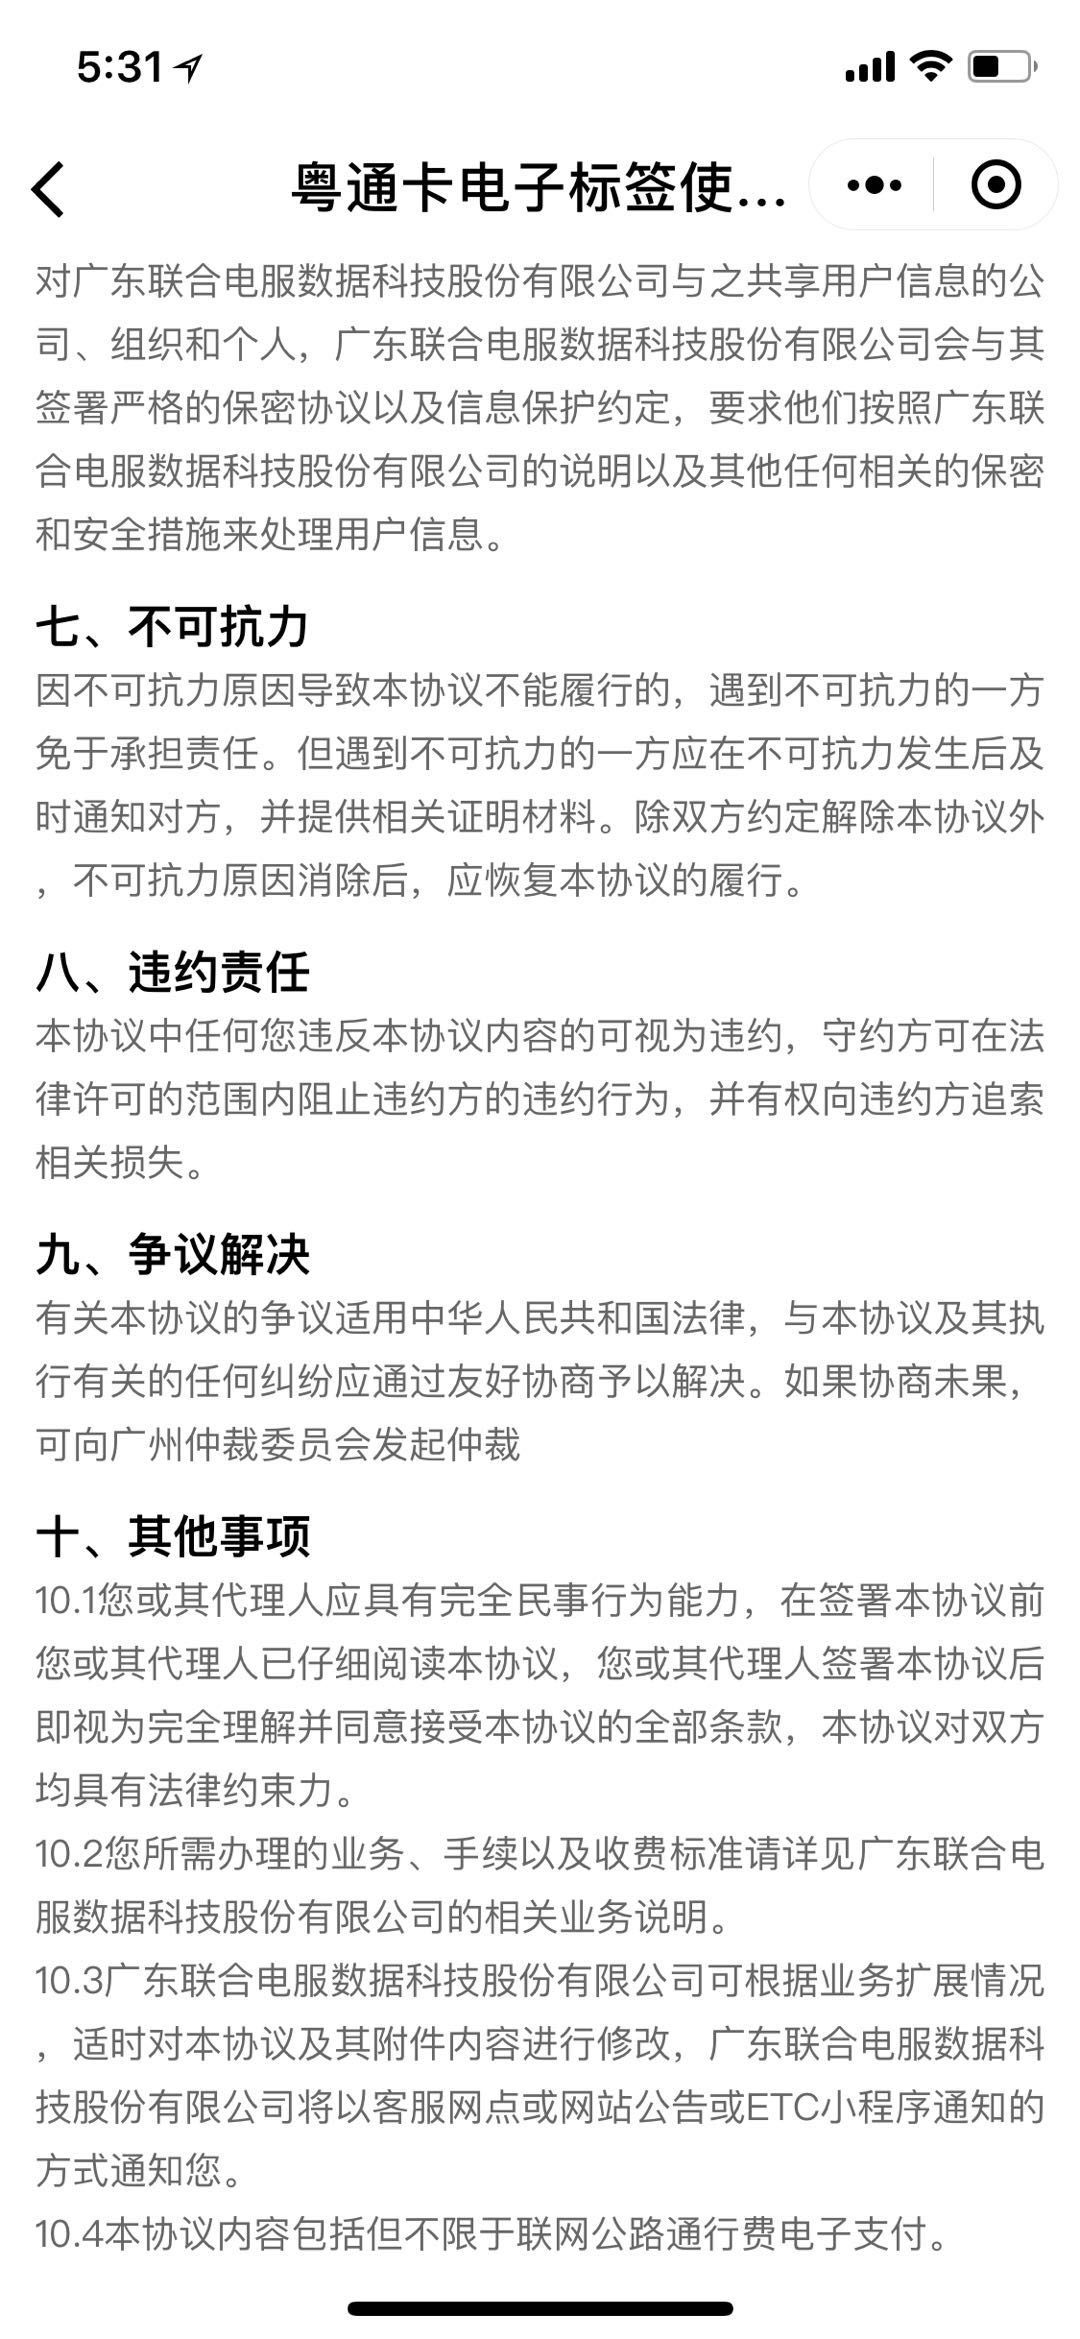 5:31
粤通卡电子标签使...
对广东联合电服数据科技股份有限公司与之共享用户信息的公
司、组织和个人，广东联合电服数据科技股份有限公司会与其
签署严格的保密协议以及信息保护约定，要求他们按照广东联
合电服数据科技股份有限公司的说明以及其他任何相关的保密
和安全措施来处理用户信息。
七、不可抗力
因不可抗力原因导致本协议不能履行的，遇到不可抗力的一方
免于承担责任。但遇到不可抗力的一方应在不可抗力发生后及
时通知对方，并提供相关证明材料。除双方约定解除本协议外
，不可抗力原因消除后，应恢复本协议的履行。
八、违约责任
本协议中任何您违反本协议内容的可视为违约，守约方可在法
律许可的范围内阻止违约方的违约行为，并有权向违约方追索
相关损失。
九、争议解决
有关本协议的争议适用中华人民共和国法律，与本协议及其执
行有关的任何纠纷应通过友好协商予以解决。如果协商未果，
可向广州仲裁委员会发起仲裁
十、其他事项
10.1您或其代理人应具有完全民事行为能力，在签署本协议前
您或其代理人已仔细阅读本协议，您或其代理人签署本协议后
即视为完全理解并同意接受本协议的全部条款，本协议对双方
均具有法律约束力。
10.2您所需办理的业务、手续以及收费标准请详见广东联合电
服数据科技股份有限公司的相关业务说明。
10.3广东联合电服数据科技股份有限公司可根据业务扩展情况
，适时对本协议及其附件内容进行修改，广东联合电服数据科
技股份有限公司将以客服网点或网站公告或ETC小程序通知的
方式通知您。
10.4本协议内容包括但不限于联网公路通行费电子支付。